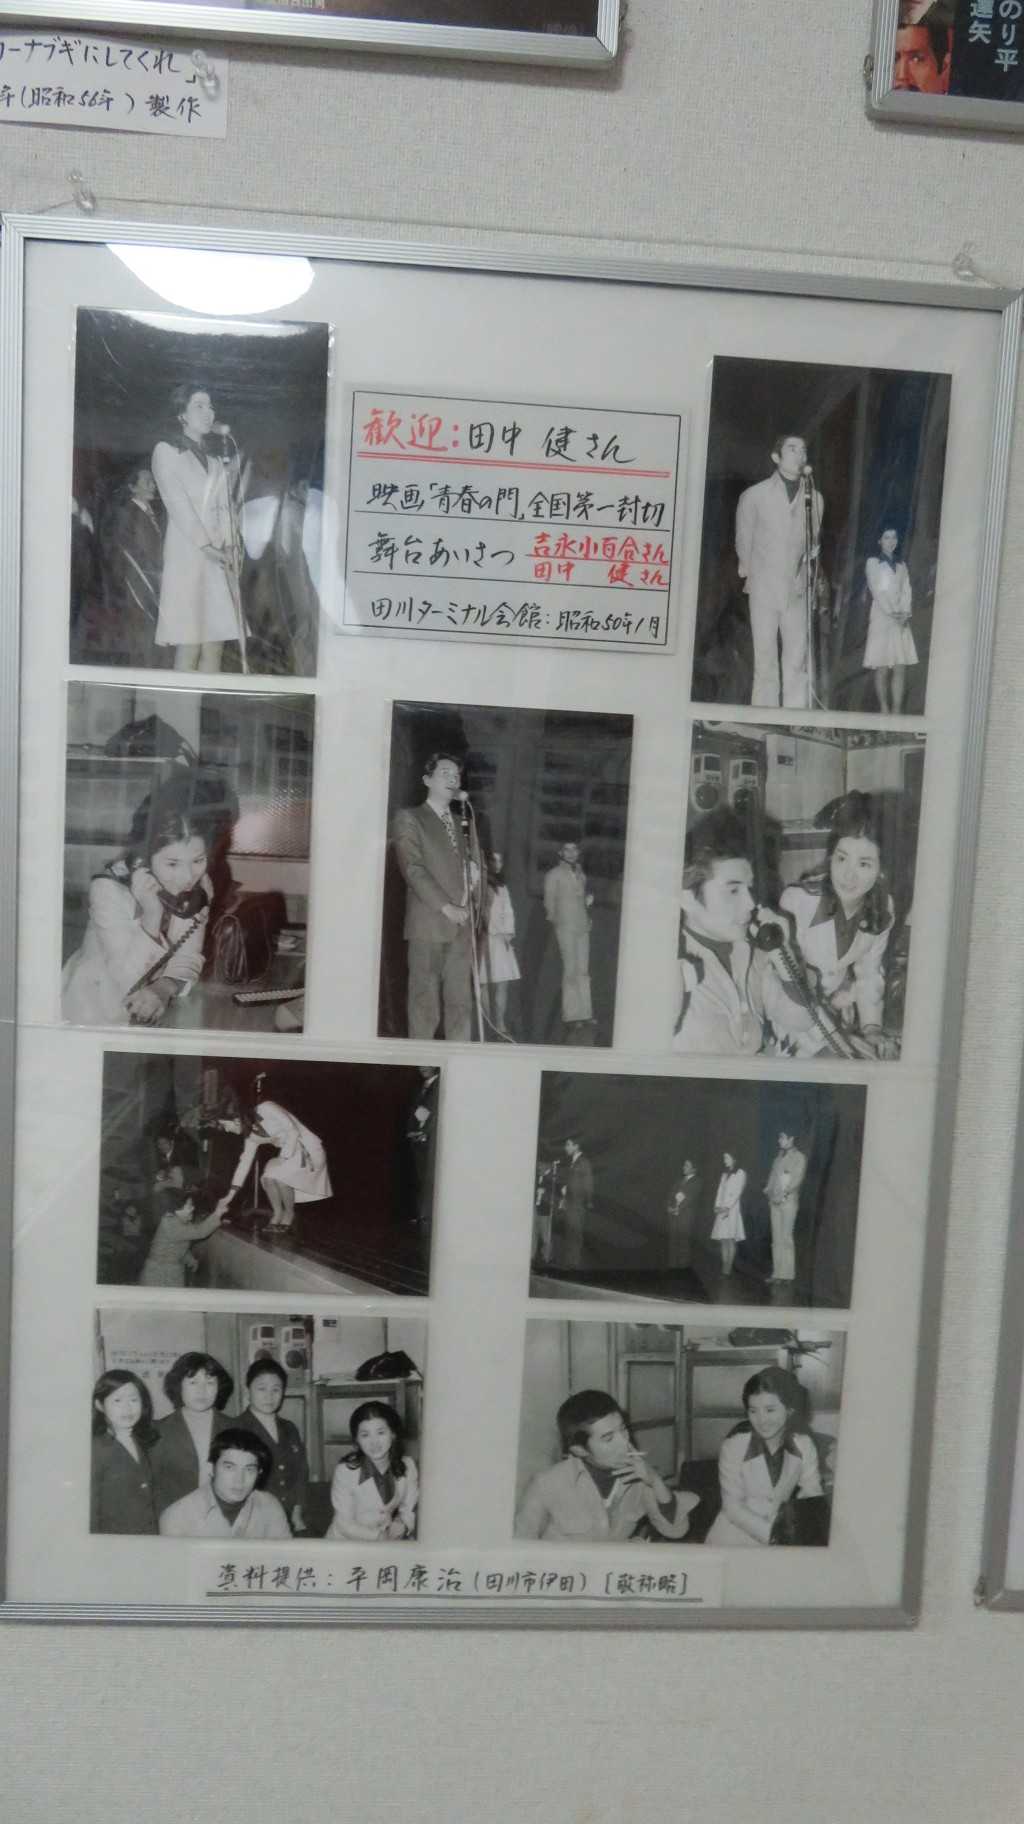 ーナブギにしてくれ」
年(昭和56年)製作
のり平
運矢
歓迎:田中 健さん
映画「青春の門」全国第一封切
舞台あいさつ 吉永小百合さん
田中 健さん
田川ターミナル会館:昭和50年1月
資料提供:平岡康治(田川市伊田)[敬称略]